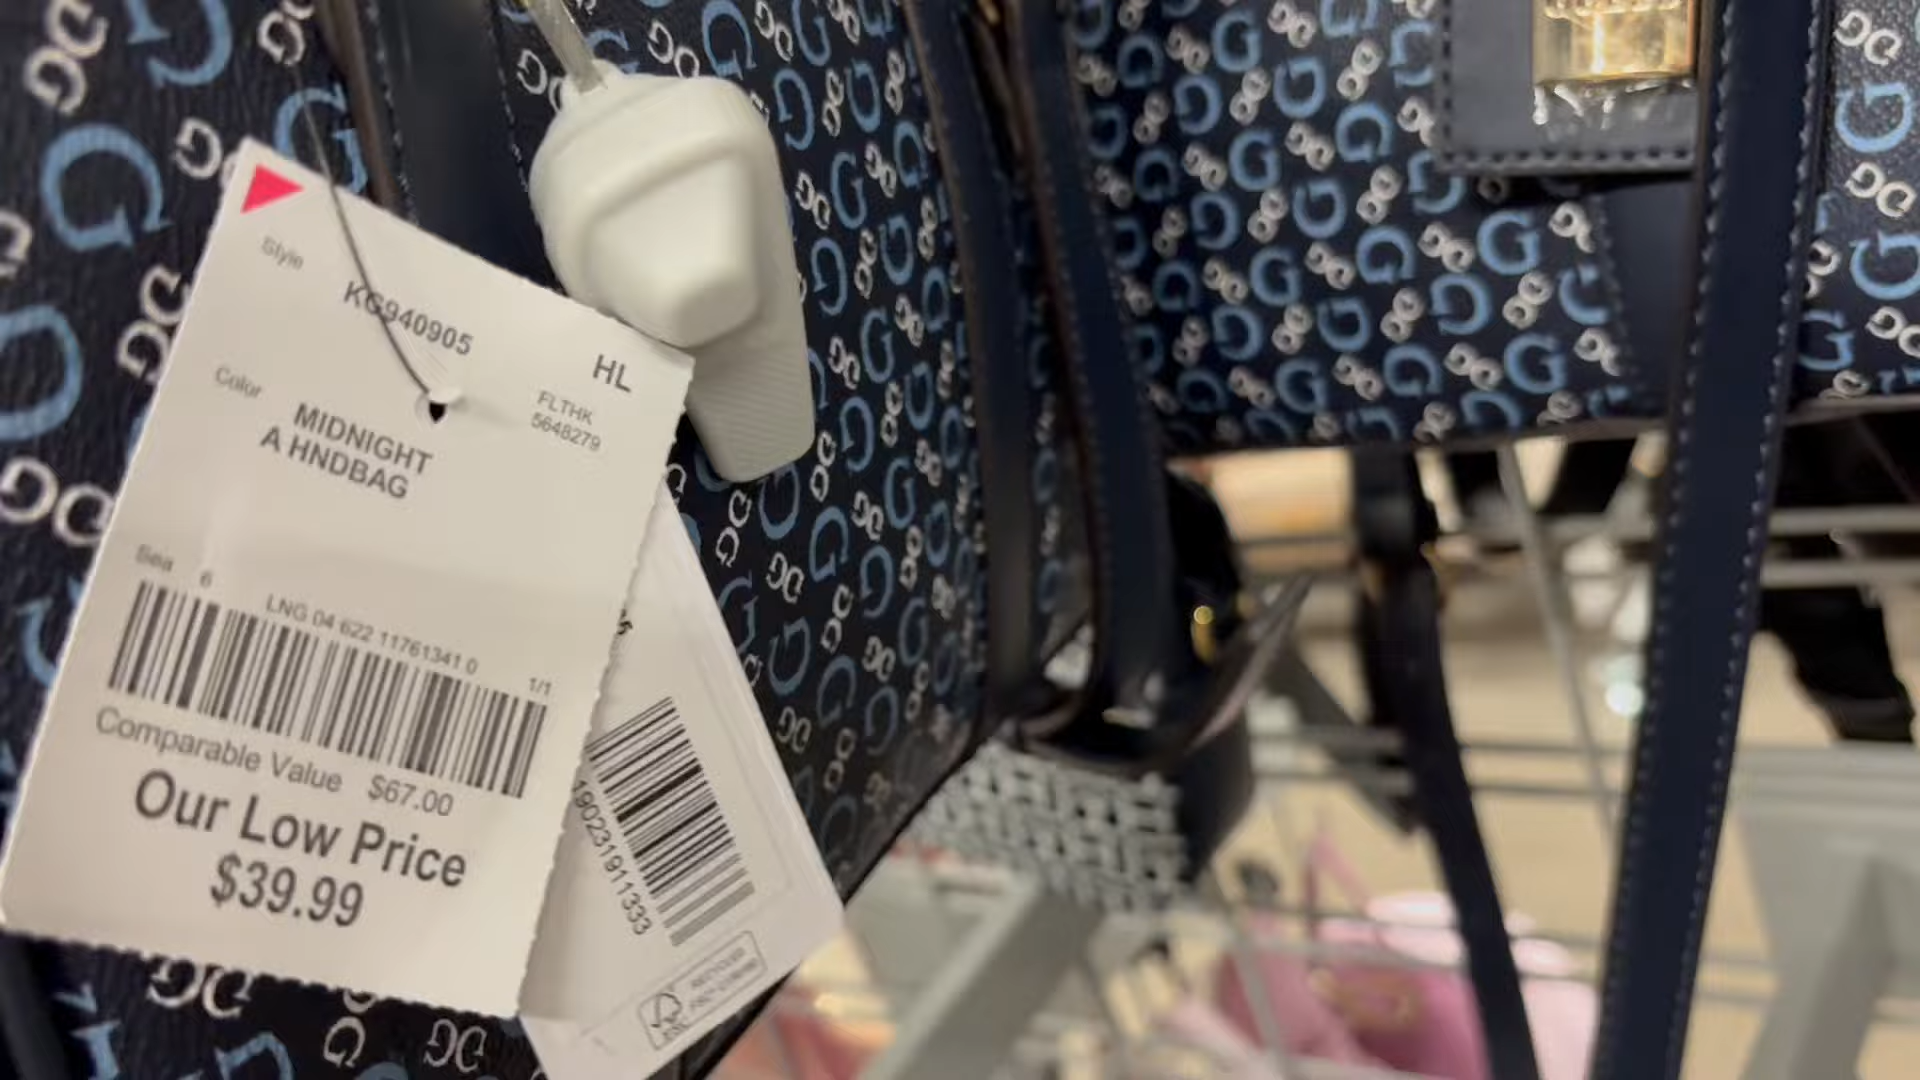 Style
KG940905
HL
Color
FLTHK
5648279
MIDNIGHT
A HNDBAG
Sea 6
LNG 04 622 11761341 0
1/1
Comparable Value $67.00
Our Low Price
$39.99
190231911333
FSC